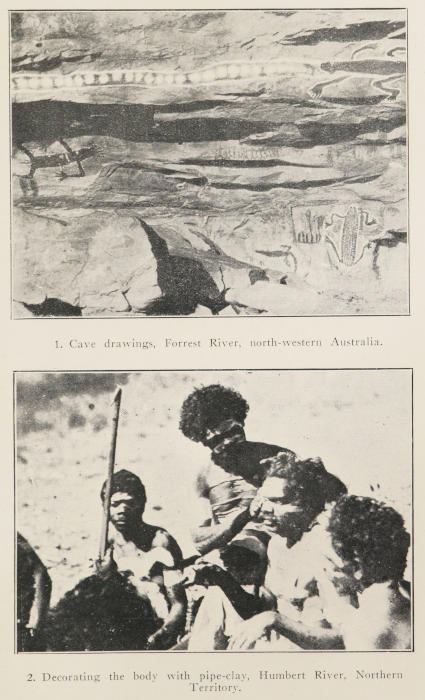 1. Cave drawings, Forrest River, north-western Australia.
2. Decorating the body with pipe-clay, Humbert River, Northern
Territory.